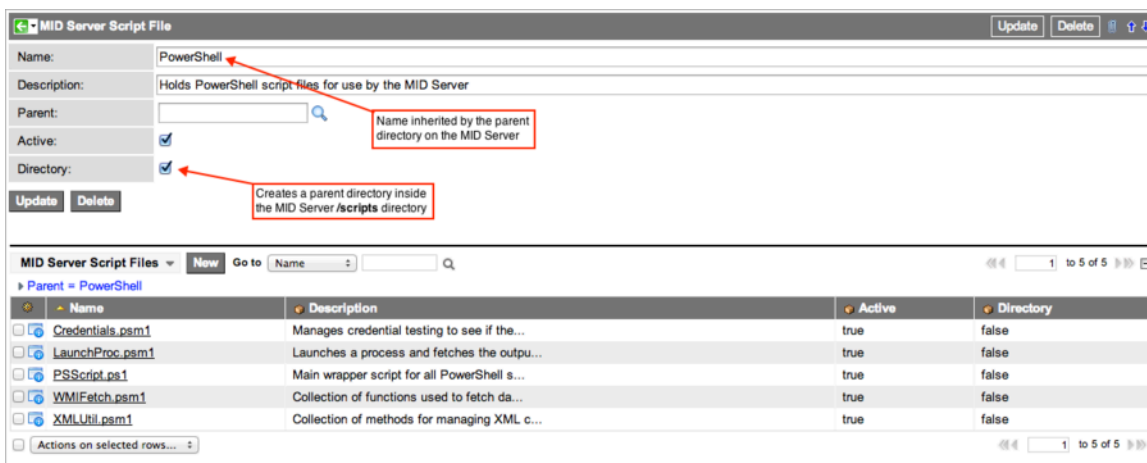 MID Server Script File
Update Delete
Name: PowerShell
Description: Holds PowerShell script files for use by the MID Server
Parent:
Name inherited by the parent
directory on the MID Server
Active:
Directory:
Creates a parent directory inside
the MID Server /scripts directory
Update Delete
MID Server Script Files New Go to Name 1 to 5 of 5
Parent = PowerShell
Name Description Active Directory
Credentials.psm1 Manages credential testing to see if the... true false
LaunchProc.psm1 Launches a process and fetches the outpu... true false
PSScript.ps1 Main wrapper script for all PowerShell s... true false
WMIFetch.psm1 Collection of functions used to fetch da... true false
XMLUtil.psm1 Collection of methods for managing XML c... true false
Actions on selected rows... 1 to 5 of 5